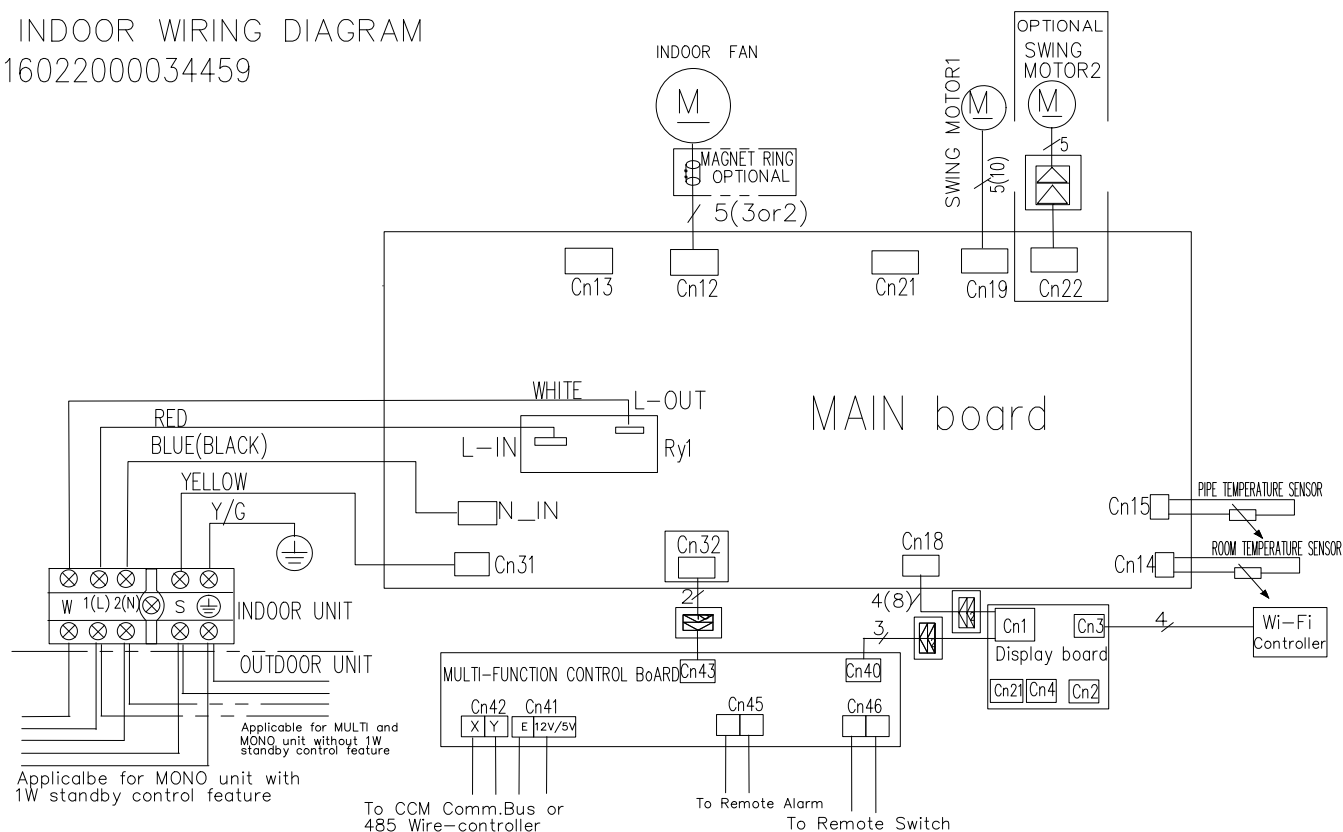 INDOOR WIRING DIAGRAM
16022000034459
INDOOR FAN
M
MAGNET RING
OPTIONAL
5(3or2)
SWING MOTOR1
M
5(10)
OPTIONAL
SWING
MOTOR2
M
5
Cn13
Cn12
Cn21
Cn19
Cn22
WHITE
L-OUT
RED
L-IN
Ry1
BLUE(BLACK)
MAIN board
YELLOW
N_IN
Y/G
Cn31
Cn32
Cn18
Cn15
PIPE TEMPERATURE SENSOR
Cn14
ROOM TEMPERATURE SENSOR
W 1(L) 2(N) S
INDOOR UNIT
OUTDOOR UNIT
2
4(8)
3
4
Cn1
Cn3
Display board
Cn21 Cn4 Cn2
Wi-Fi
Controller
MULTI-FUNCTION CONTROL BoARD
Cn43
Cn40
Cn42
Cn41
Cn45
Cn46
X Y
E 12V/5V
Applicable for MULTI and
MONO unit without 1W
standby control feature
Applicalbe for MONO unit with
1W standby control feature
To CCM Comm.Bus or
485 Wire-controller
To Remote Alarm
To Remote Switch